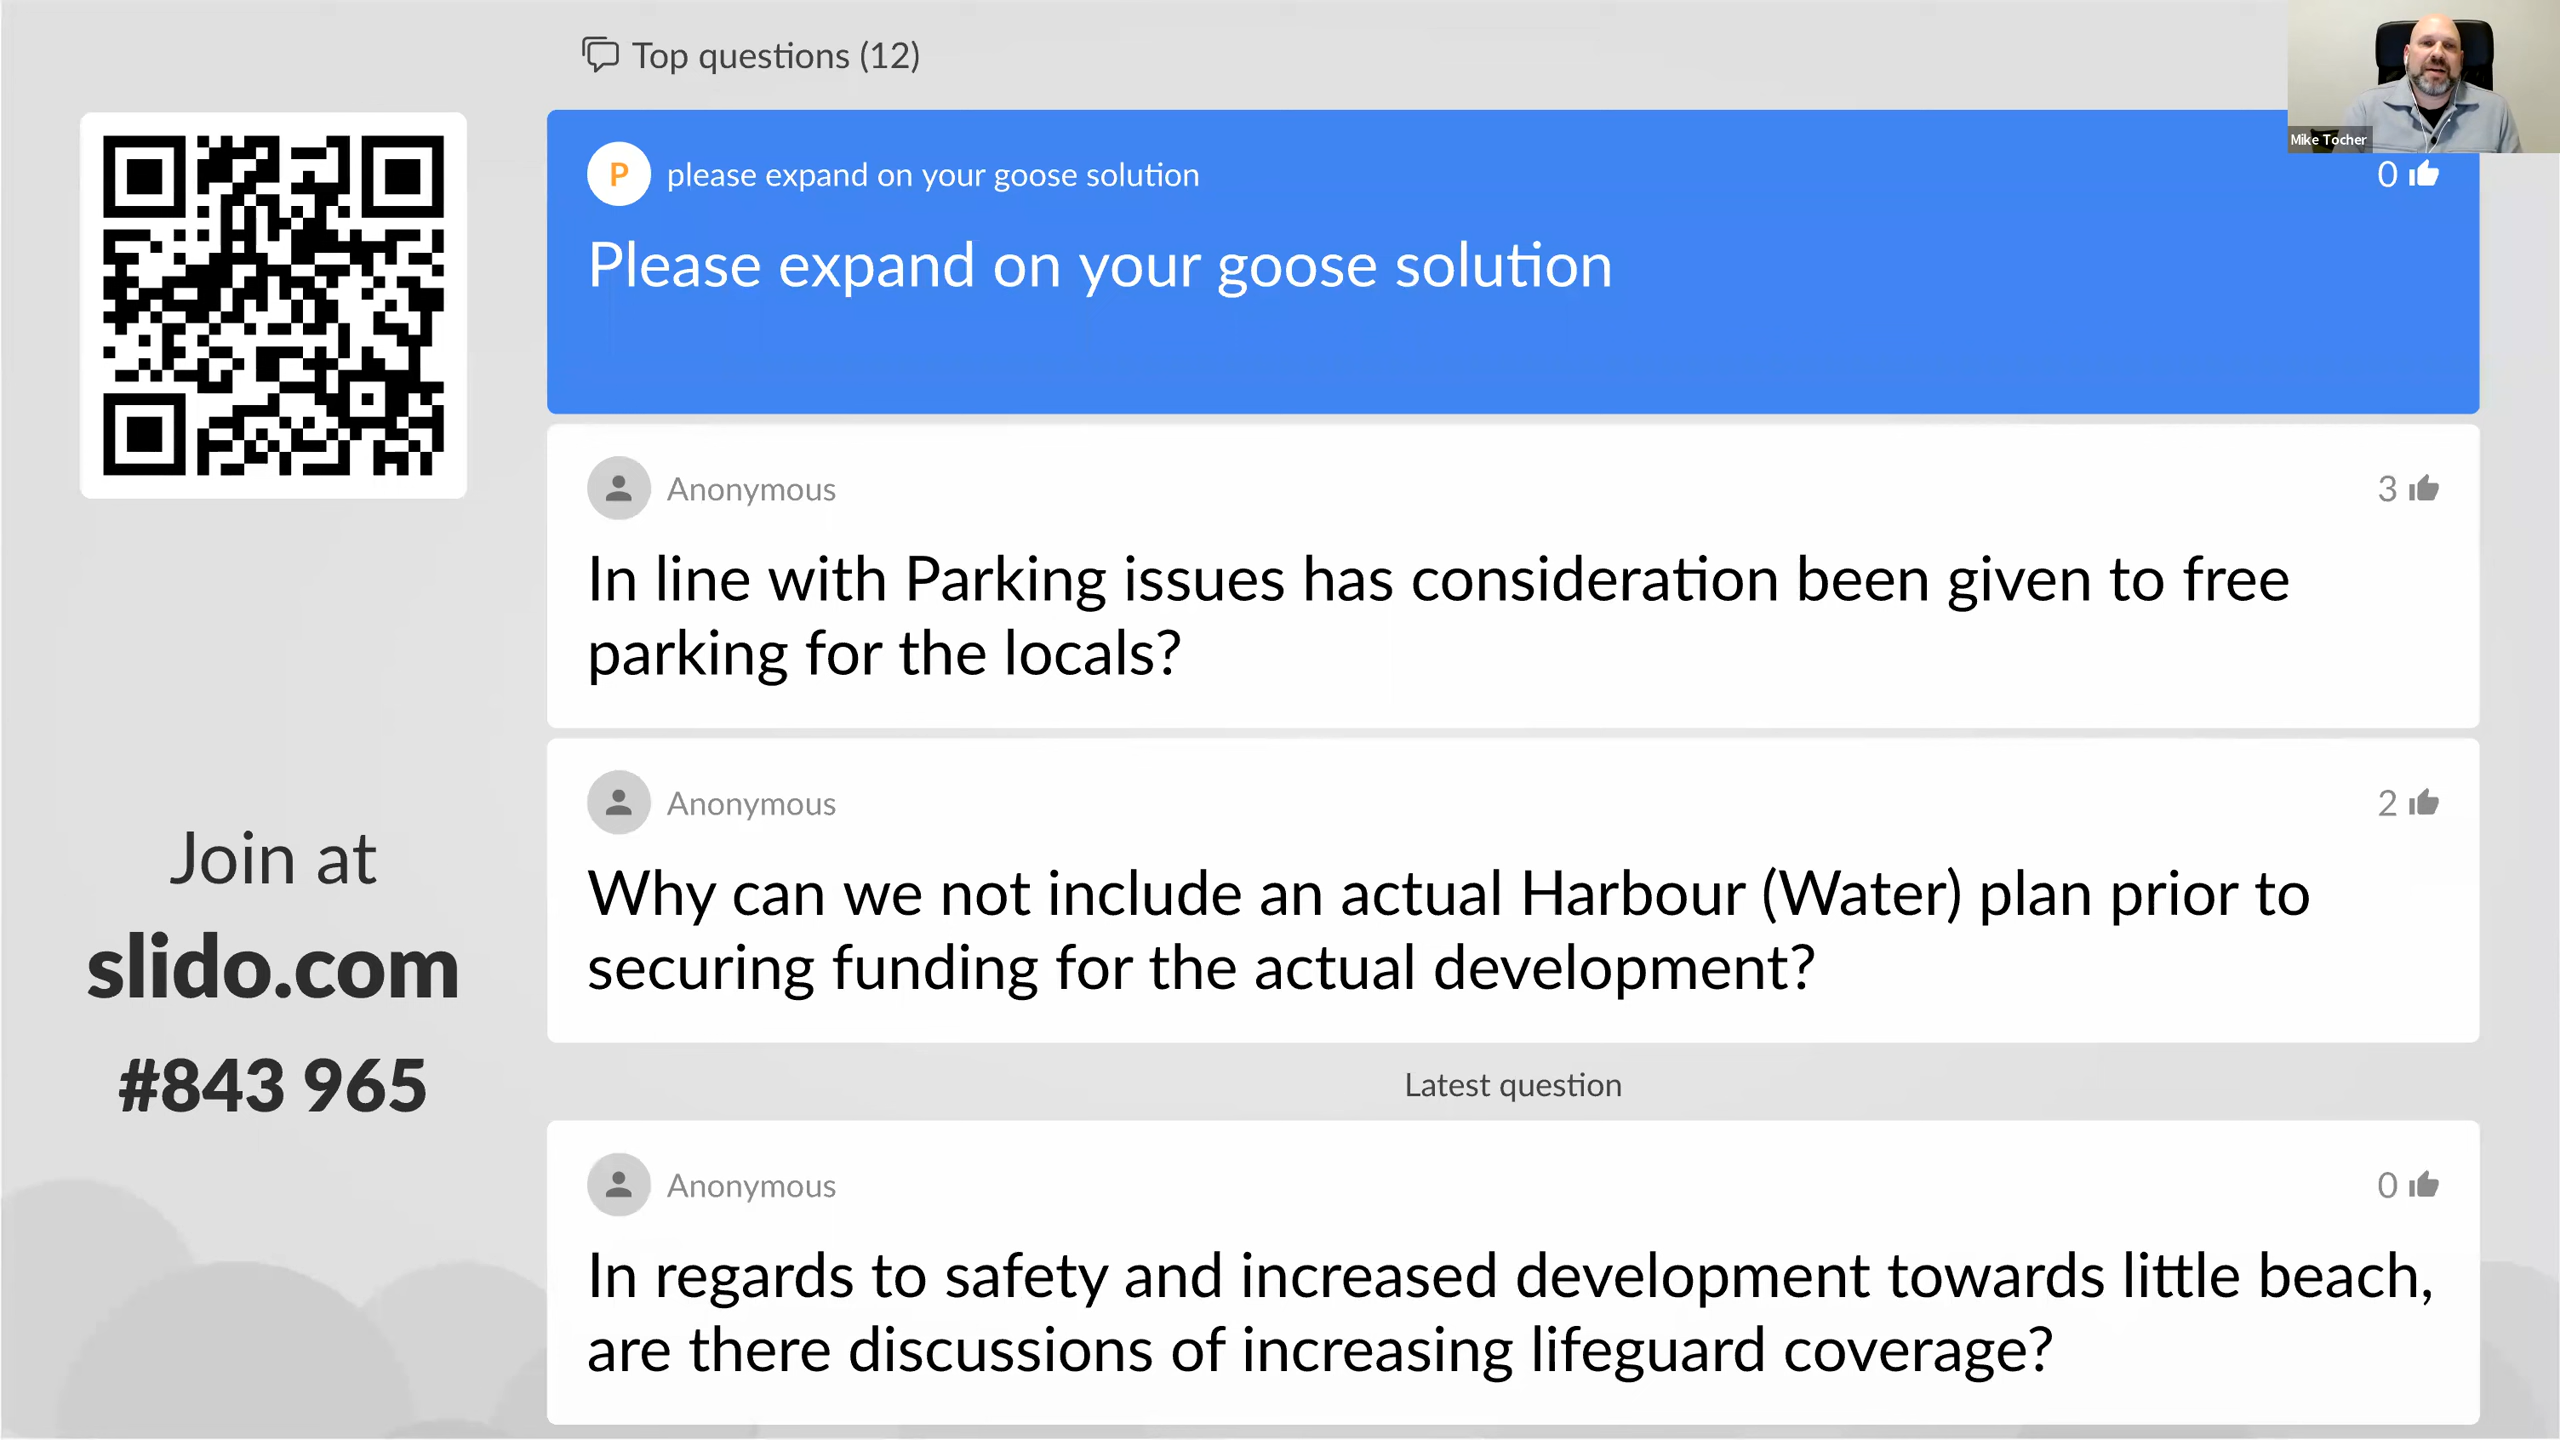 Top questions (12)
Mike Tocher
P
please expand on your goose solution
0
Please expand on your goose solution
Anonymous
3
In line with Parking issues has consideration been given to free
parking for the locals?
Anonymous
2
Why can we not include an actual Harbour (Water) plan prior to
securing funding for the actual development?
Join at
slido.com
#843 965
Latest question
Anonymous
0
In regards to safety and increased development towards little beach,
are there discussions of increasing lifeguard coverage?